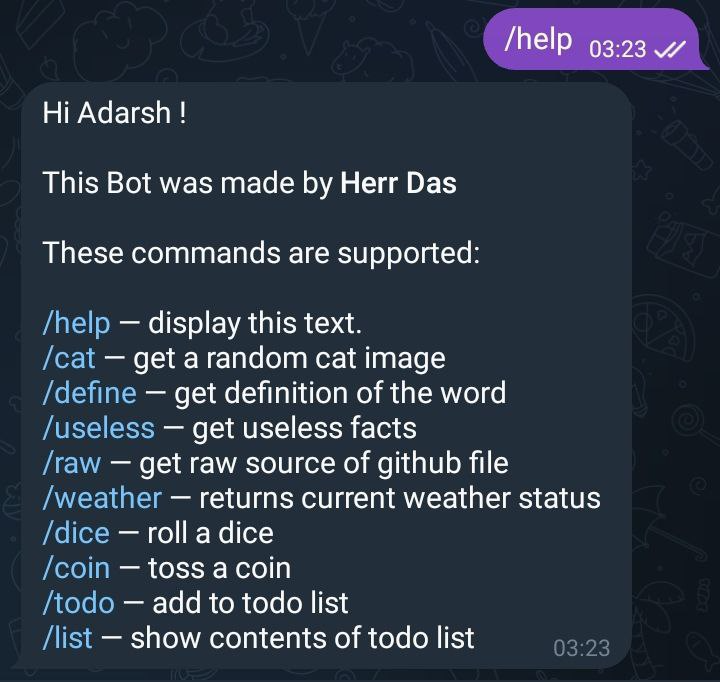 /help 03:23
Hi Adarsh !
This Bot was made by Herr Das
These commands are supported:
/help — display this text.
/cat — get a random cat image
/define — get definition of the word
/useless — get useless facts
/raw — get raw source of github file
/weather — returns current weather status
/dice — roll a dice
/coin — toss a coin
/todo — add to todo list
/list — show contents of todo list
03:23